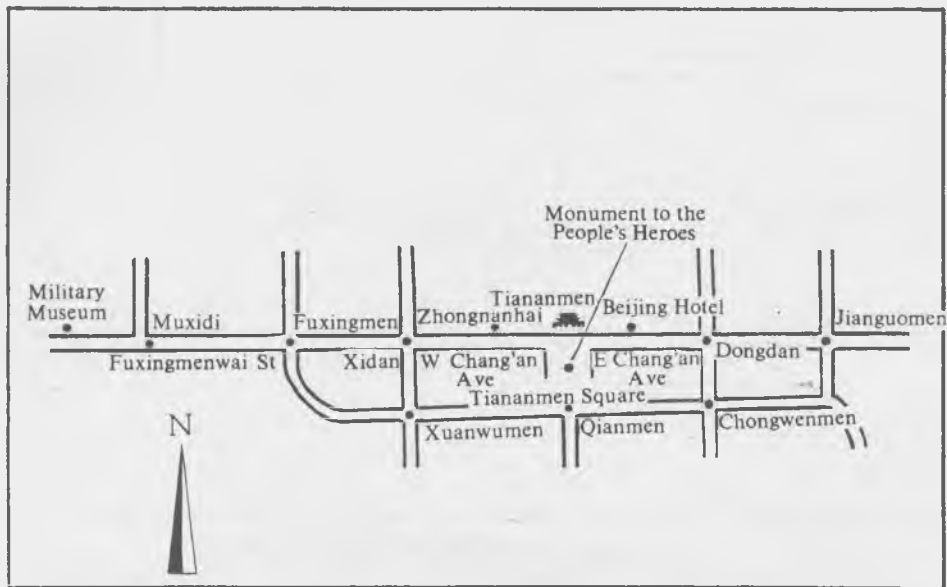 Monument to the
People's Heroes
Military
Museum
Muxidi
Fuxingmen
Zhongnanhai
Tiananmen
Beijing Hotel
Jianguomen
Fuxingmenwai St
Xidan
W Chang'an
Ave
E Chang'an
Ave
Dongdan
Tiananmen Square
Xuanwumen
Qianmen
Chongwenmen
N